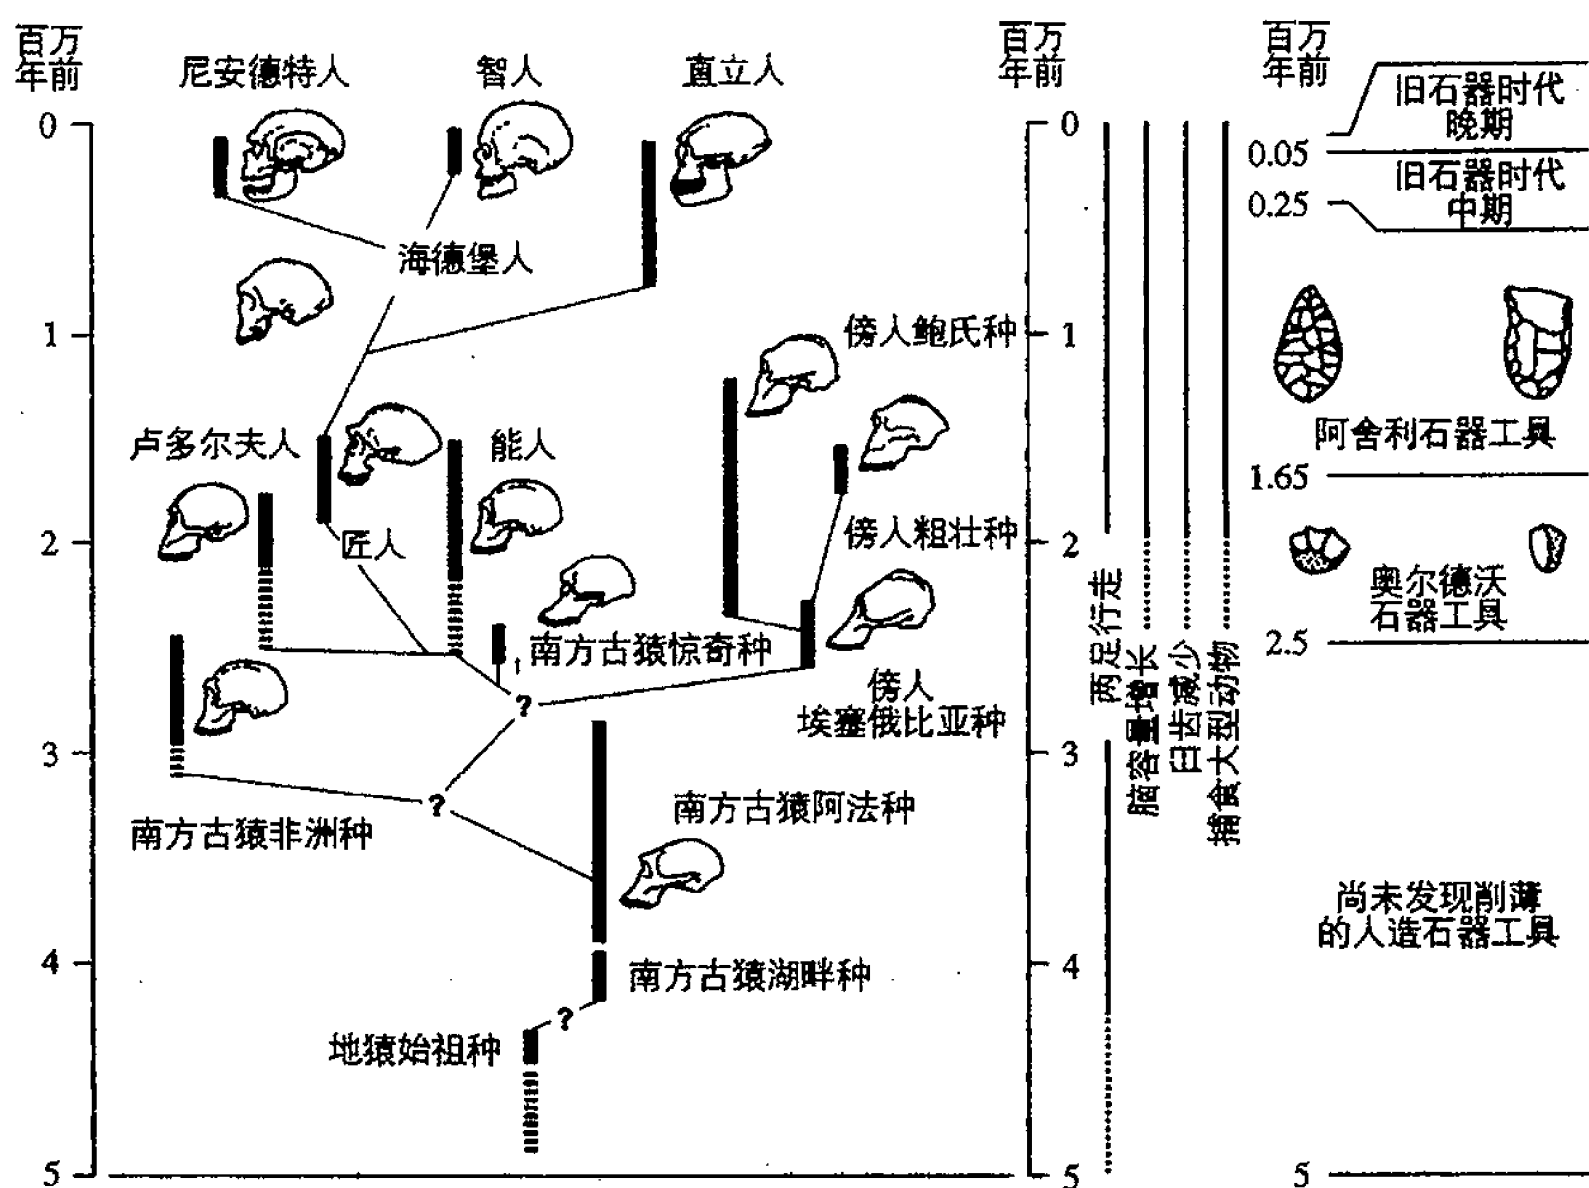 百万
年前
尼安德特人
智人
直立人
百万
年前
百万
年前
旧石器时代
晚期
0
0
0.05
旧石器时代
中期
0.25
海德堡人
1
傍人鲍氏种
1
阿舍利石器工具
卢多尔夫人
能人
1.65
2
匠人
傍人粗壮种
2
奥尔德沃
石器工具
2.5
南方古猿惊奇种
?
傍人
埃塞俄比亚种
两足行走
脑容量增长
臼齿减少
捕食大型动物
3
3
?
南方古猿非洲种
南方古猿阿法种
尚未发现削薄
的人造石器工具
4
南方古猿湖畔种
4
?
地猿始祖种
5
5
5